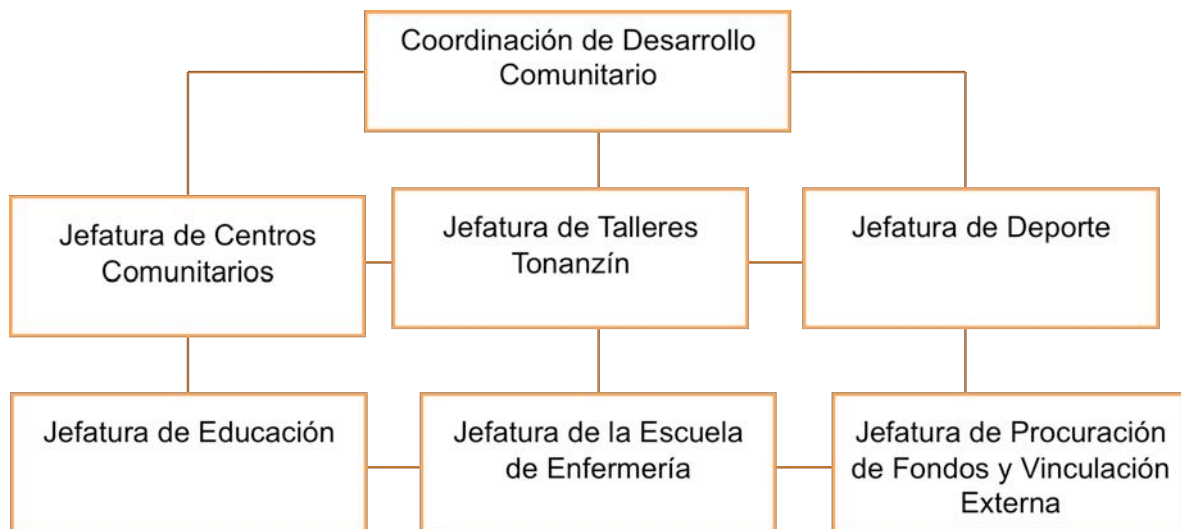 Coordinación de Desarrollo
Comunitario
Jefatura de Centros
Comunitarios
Jefatura de Talleres
Tonanzín
Jefatura de Deporte
Jefatura de Educación
Jefatura de la Escuela
de Enfermería
Jefatura de Procuración
de Fondos y Vinculación
Externa